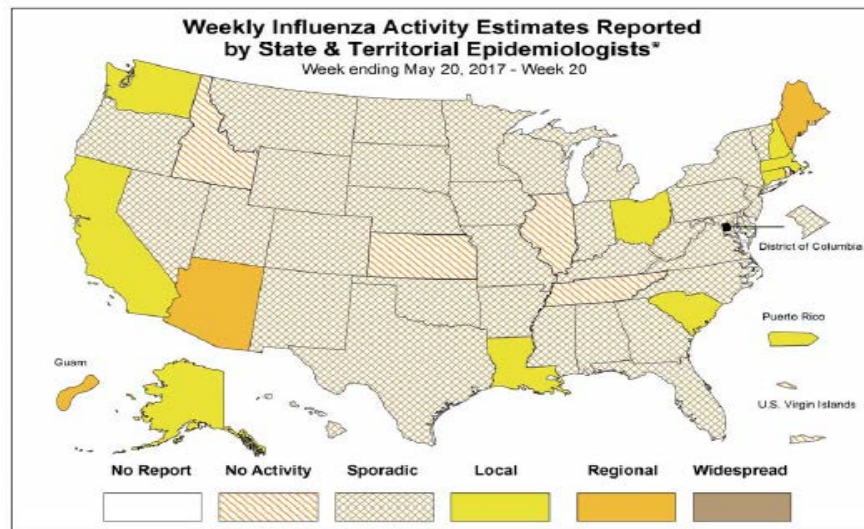 Weekly Influenza Activity Estimates Reported
by State & Territorial Epidemiologists*
Week ending May 20, 2017 - Week 20
District of Columbia
Puerto Rico
Guam
U.S. Virgin Islands
No Report No Activity Sporadic Local Regional Widespread